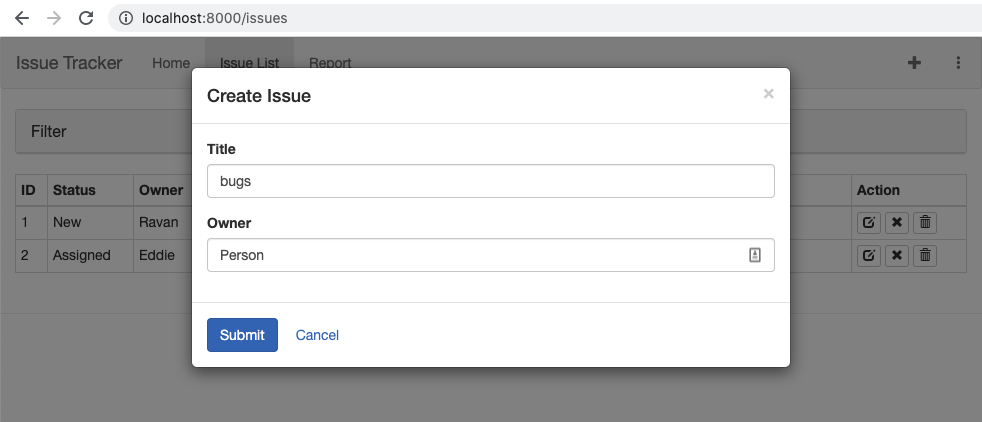 localhost:8000/issues
Issue Tracker Home Issue List Report
Create Issue
Filter
Title
bugs
ID Status Owner Action
1 New Ravan
Owner
2 Assigned Eddie
Person
Submit Cancel